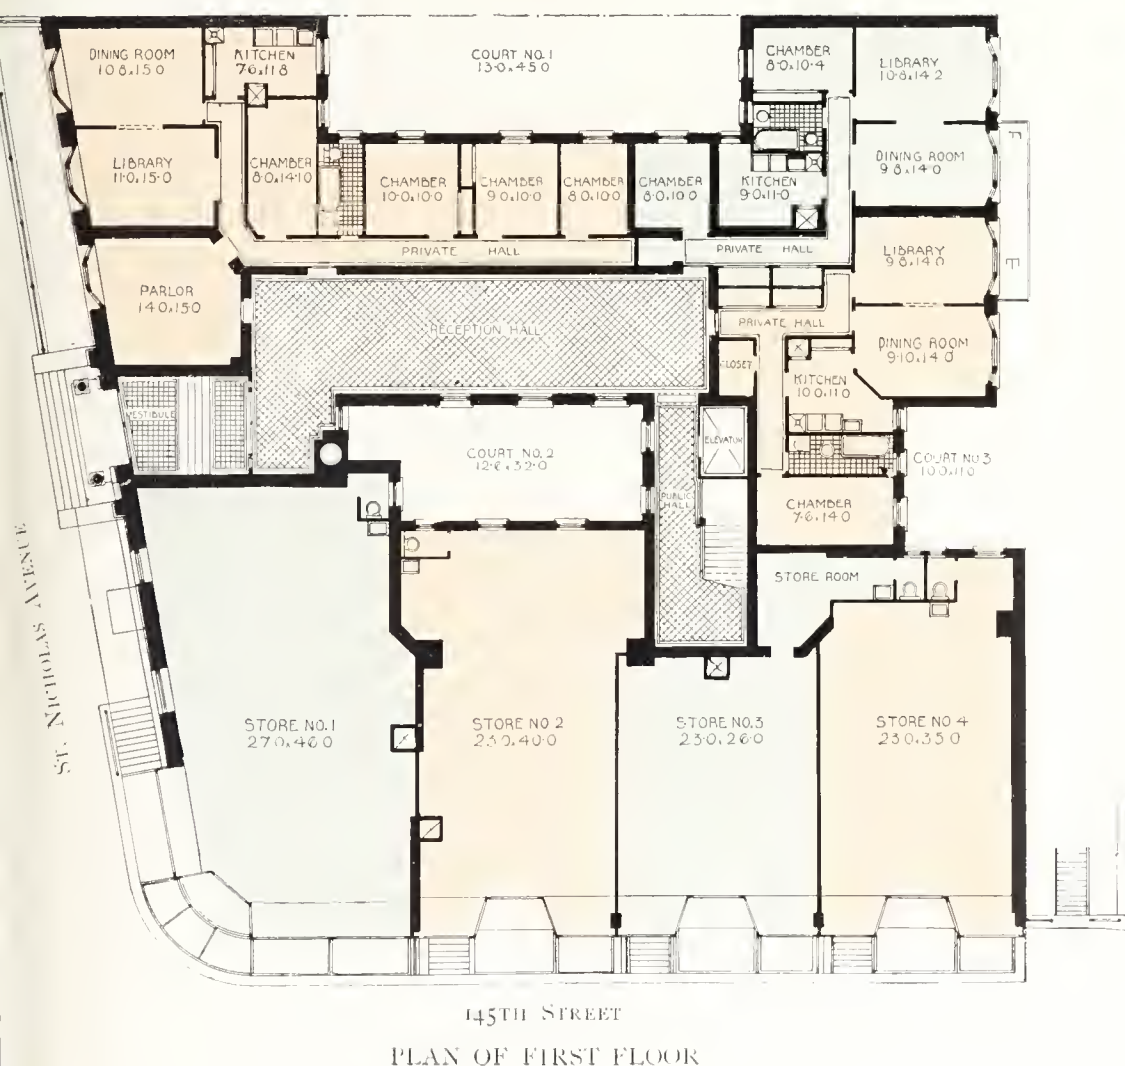 DINING ROOM
10·8×15·0
KITCHEN
7·6×11·8
COURT NO.1
13·0×45·0
CHAMBER
8·0×10·4
LIBRARY
10·8×14·2
LIBRARY
11·0×15·0
CHAMBER
8·0×14·10
CHAMBER
10·0×10·0
CHAMBER
9·0×10·0
CHAMBER
8·0×10·0
CHAMBER
8·0×10·0
KITCHEN
9·0×11·0
DINING ROOM
9·8×14·0
PRIVATE HALL
PRIVATE HALL
LIBRARY
9·8×14·0
F
E
PARLOR
14·0×15·0
RECEPTION HALL
PRIVATE HALL
CLOSET
DINING ROOM
9·10×14·0
KITCHEN
10·0×11·0
VESTIBULE
COURT NO.2
12·6×32·0
ELEVATOR
COURT NO3
10·0×11·0
PUBLIC
HALL
CHAMBER
7·6×14·0
STORE ROOM
ST. NICHOLAS AVENUE
STORE NO.1
27·0×46·0
STORE NO 2
23·0×40·0
STORE NO.3
23·0×26·0
STORE NO 4
23·0×35·0
145TH STREET
PLAN OF FIRST FLOOR